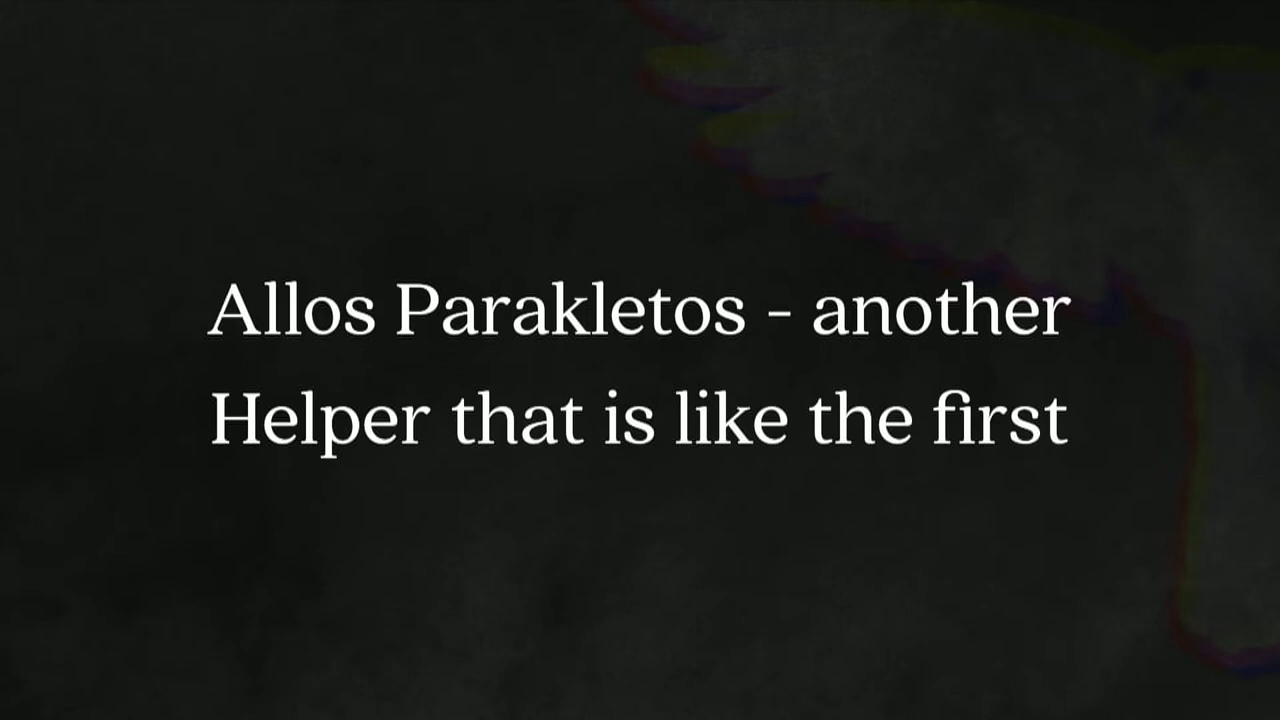 Allos Parakletos - another
Helper that is like the first